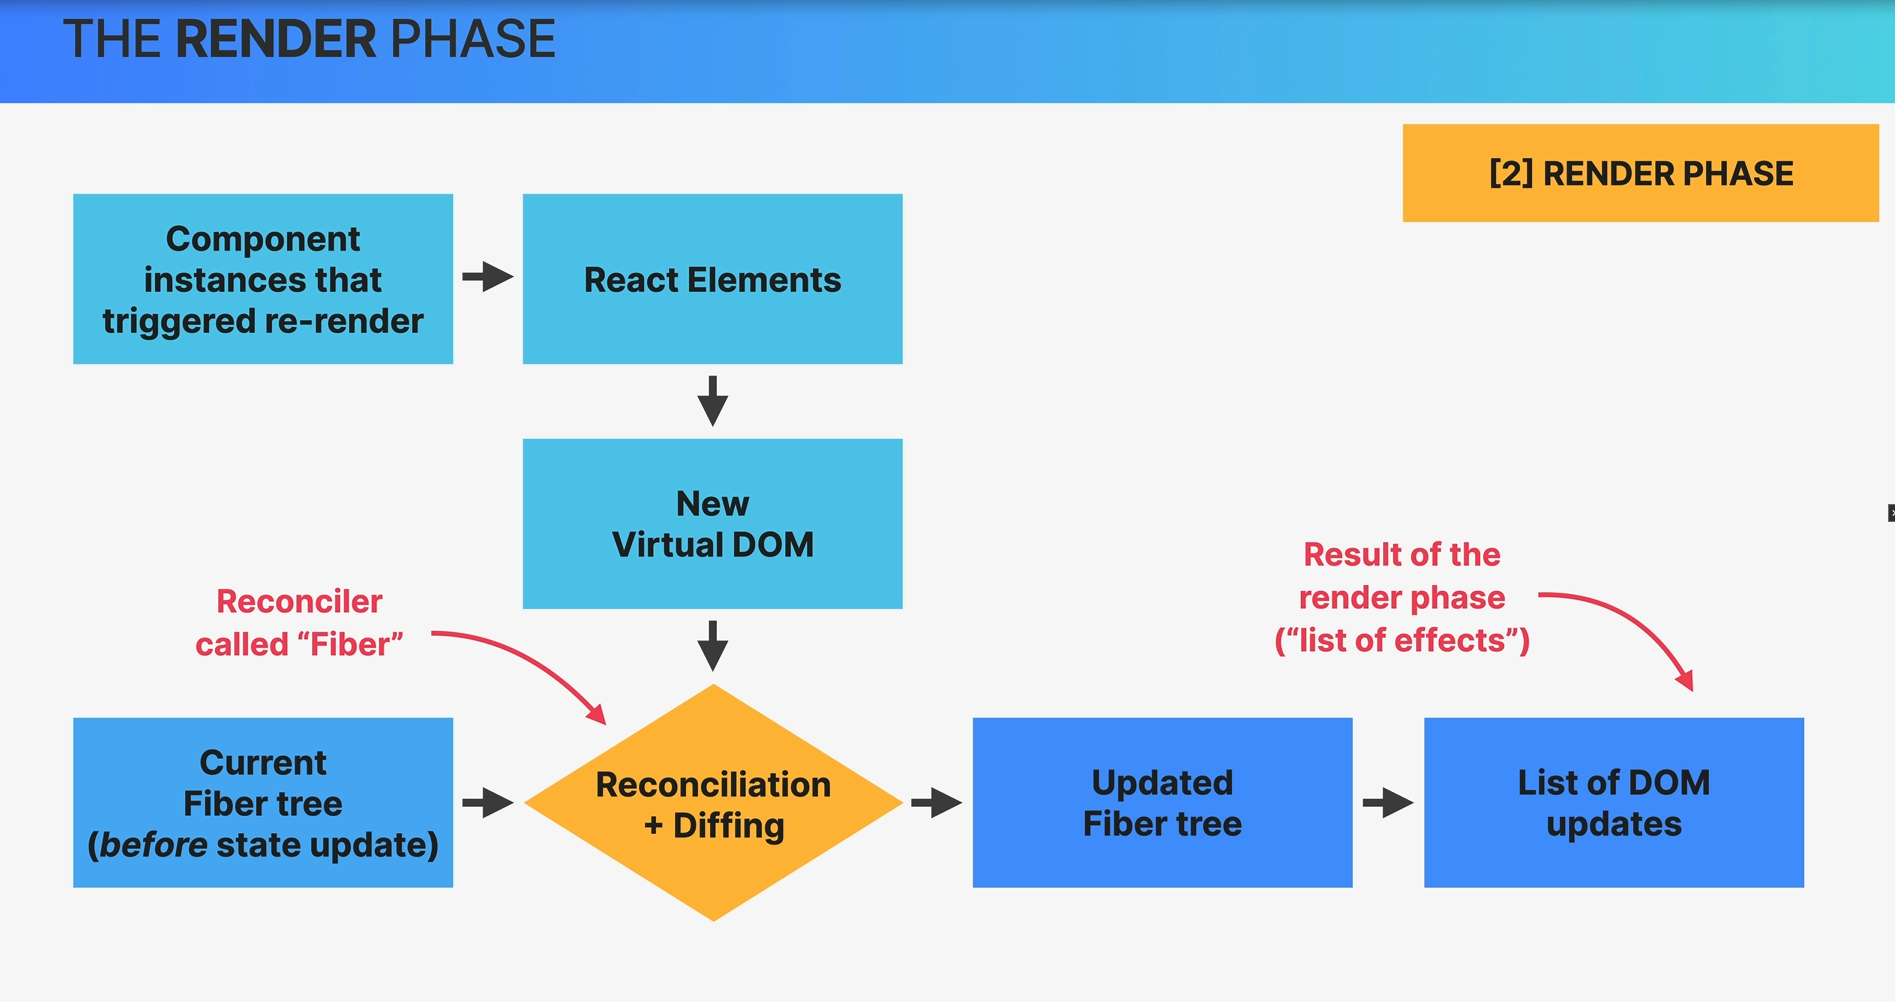 THE RENDER PHASE
[2] RENDER PHASE
Component
instances that
triggered re-render
React Elements
New
Virtual DOM
Reconciler
called “Fiber”
Result of the
render phase
(“list of effects”)
Current
Fiber tree
(before state update)
Reconciliation
+ Diffing
Updated
Fiber tree
List of DOM
updates